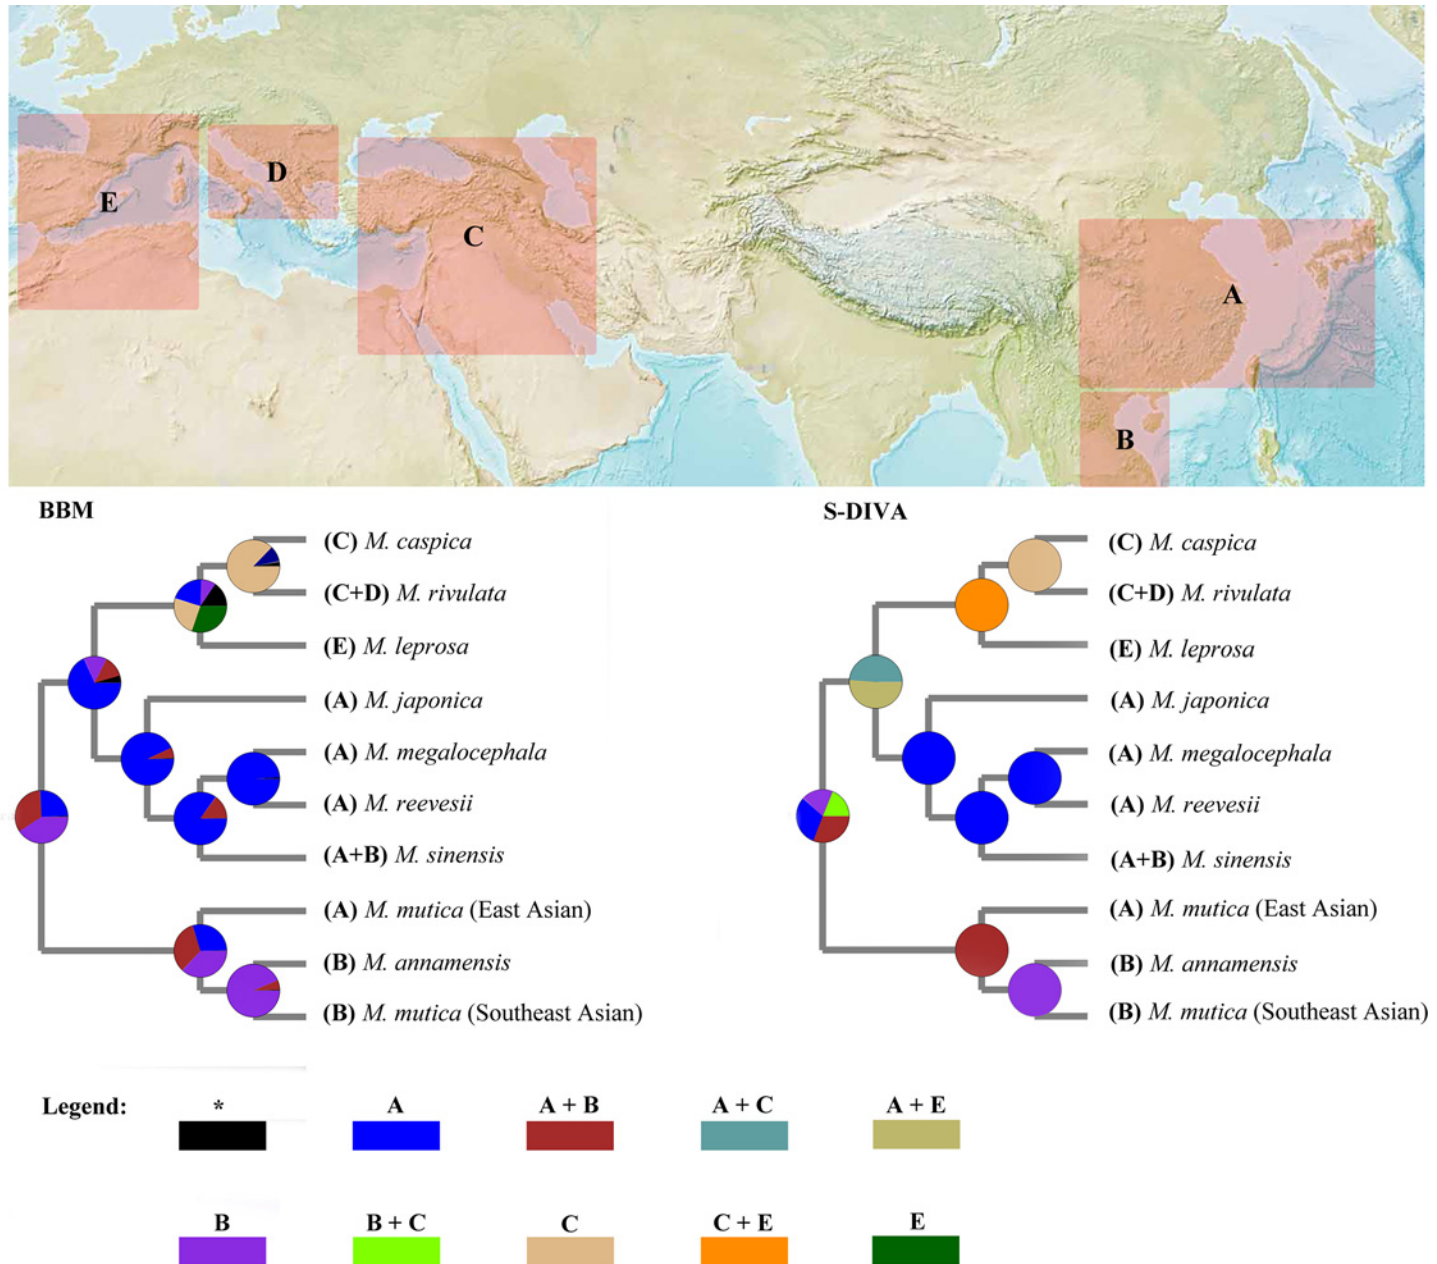 E
D
C
A
B
BBM
(C) M. caspica
(C+D) M. rivulata
(E) M. leprosa
(A) M. japonica
(A) M. megalocephala
(A) M. reevesii
(A+B) M. sinensis
(A) M. mutica (East Asian)
(B) M. annamensis
(B) M. mutica (Southeast Asian)
S-DIVA
(C) M. caspica
(C+D) M. rivulata
(E) M. leprosa
(A) M. japonica
(A) M. megalocephala
(A) M. reevesii
(A+B) M. sinensis
(A) M. mutica (East Asian)
(B) M. annamensis
(B) M. mutica (Southeast Asian)
Legend: * A A + B A + C A + E
B B + C C C + E E